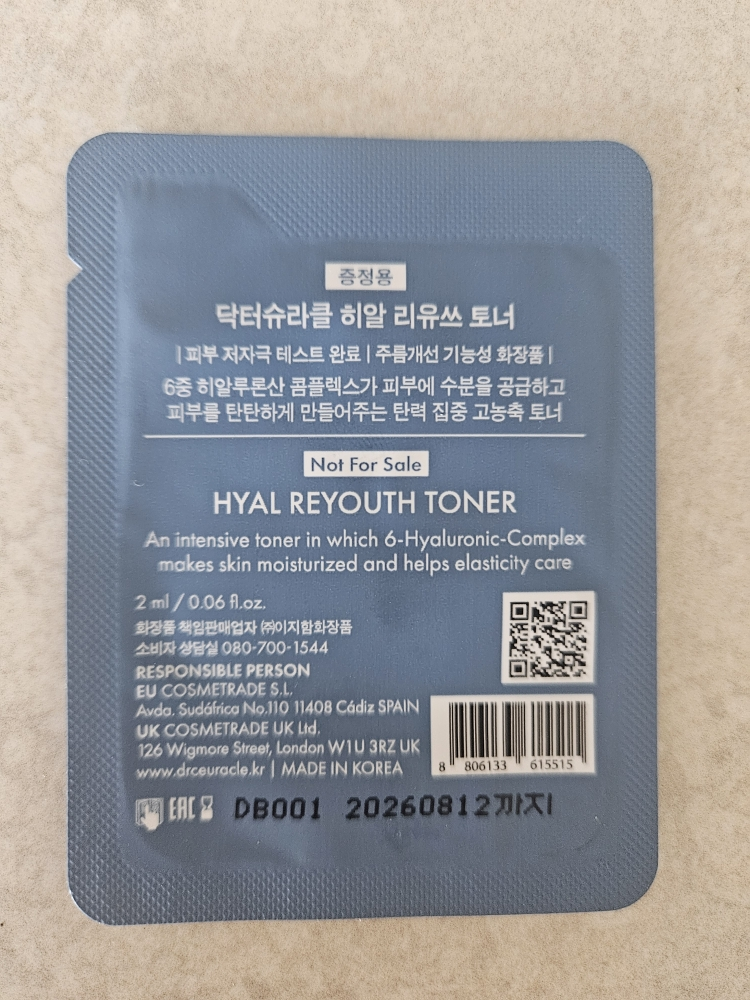 증정용
닥터슈라클 히알 리유쓰 토너
| 피부 저자극 테스트 완료 | 주름개선 기능성 화장품 |
6중 히알루론산 콤플렉스가 피부에 수분을 공급하고
피부를 탄탄하게 만들어주는 탄력 집중 고농축 토너
Not For Sale
HYAL REYOUTH TONER
An intensive toner in which 6-Hyaluronic-Complex
makes skin moisturized and helps elasticity care
2 ml / 0.06 fl.oz.
화장품 책임판매업자 ㈜이지함화장품
소비자 상담실 080-700-1544
RESPONSIBLE PERSON
EU COSMETRADE S.L.
Avda. Sudáfrica No.110 11408 Cádiz SPAIN
UK COSMETRADE UK Ltd.
126 Wigmore Street, London W1U 3RZ UK
www.drceuracle.kr | MADE IN KOREA
8 806133 615515
EAC DB001 20260812까지